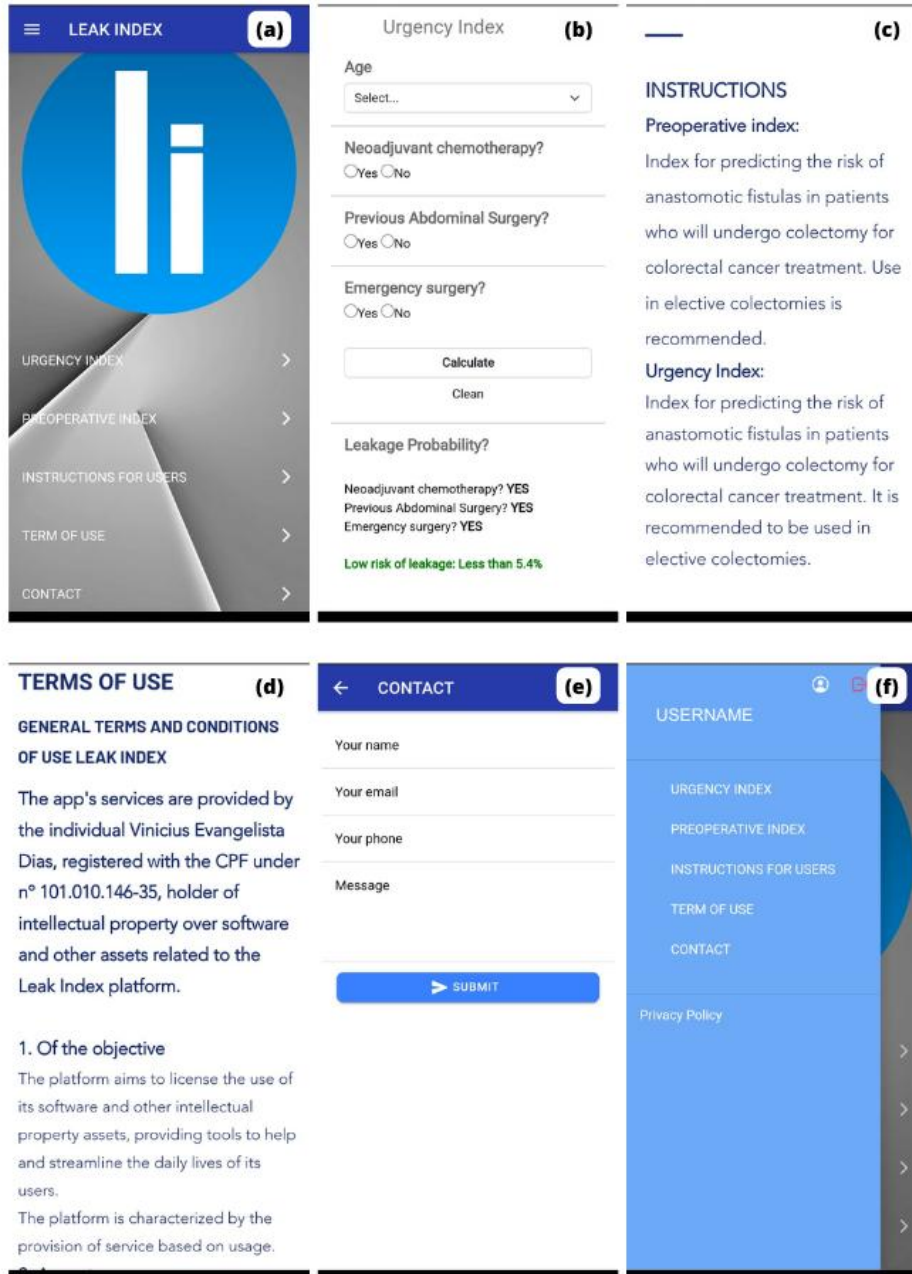 LEAK INDEX
(a)
li
URGENCY INDEX
PREOPERATIVE INDEX
INSTRUCTIONS FOR USERS
TERM OF USE
CONTACT
Urgency Index
(b)
Age
Select...
Neoadjuvant chemotherapy?
Yes No
Previous Abdominal Surgery?
Yes No
Emergency surgery?
Yes No
Calculate
Clean
Leakage Probability?
Neoadjuvant chemotherapy? YES
Previous Abdominal Surgery? YES
Emergency surgery? YES
Low risk of leakage: Less than 5.4%
(c)
INSTRUCTIONS
Preoperative index:
Index for predicting the risk of
anastomotic fistulas in patients
who will undergo colectomy for
colorectal cancer treatment. Use
in elective colectomies is
recommended.
Urgency Index:
Index for predicting the risk of
anastomotic fistulas in patients
who will undergo colectomy for
colorectal cancer treatment. It is
recommended to be used in
elective colectomies.
TERMS OF USE
(d)
GENERAL TERMS AND CONDITIONS
OF USE LEAK INDEX
The app's services are provided by
the individual Vinicius Evangelista
Dias, registered with the CPF under
nº 101.010.146-35, holder of
intellectual property over software
and other assets related to the
Leak Index platform.
1. Of the objective
The platform aims to license the use of
its software and other intellectual
property assets, providing tools to help
and streamline the daily lives of its
users.
The platform is characterized by the
provision of service based on usage.
CONTACT
(e)
Your name
Your email
Your phone
Message
SUBMIT
(f)
USERNAME
URGENCY INDEX
PREOPERATIVE INDEX
INSTRUCTIONS FOR USERS
TERM OF USE
CONTACT
Privacy Policy